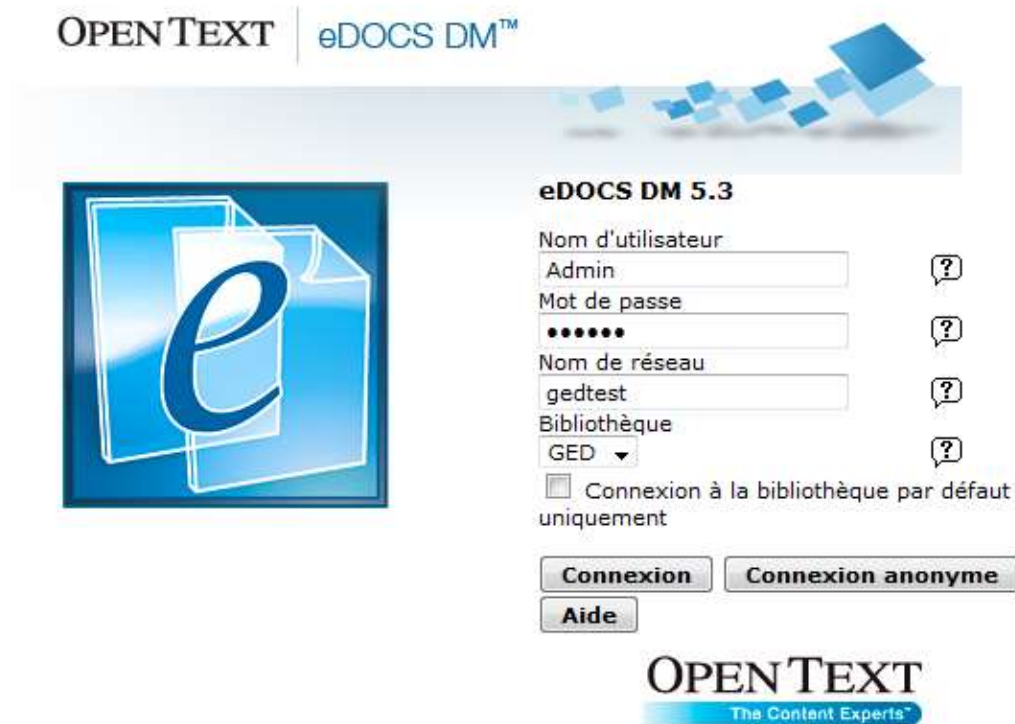 OPEN TEXT eDOCS DM™
eDOCS DM 5.3
Nom d'utilisateur
Admin
Mot de passe
••••••
Nom de réseau
gedtest
Bibliothèque
GED
Connexion à la bibliothèque par défaut
uniquement
Connexion Connexion anonyme
Aide
OPEN TEXT
The Content Experts™